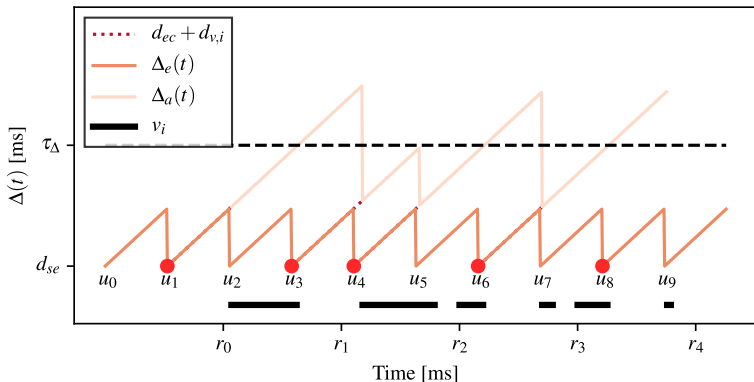 d_{ec} + d_{v,i}
Δ_e(t)
Δ_a(t)
v_i
Δ(t) [ms]
τ_Δ
d_{se}
u_0 u_1 u_2 u_3 u_4 u_5 u_6 u_7 u_8 u_9
r_0 r_1 r_2 r_3 r_4
Time [ms]